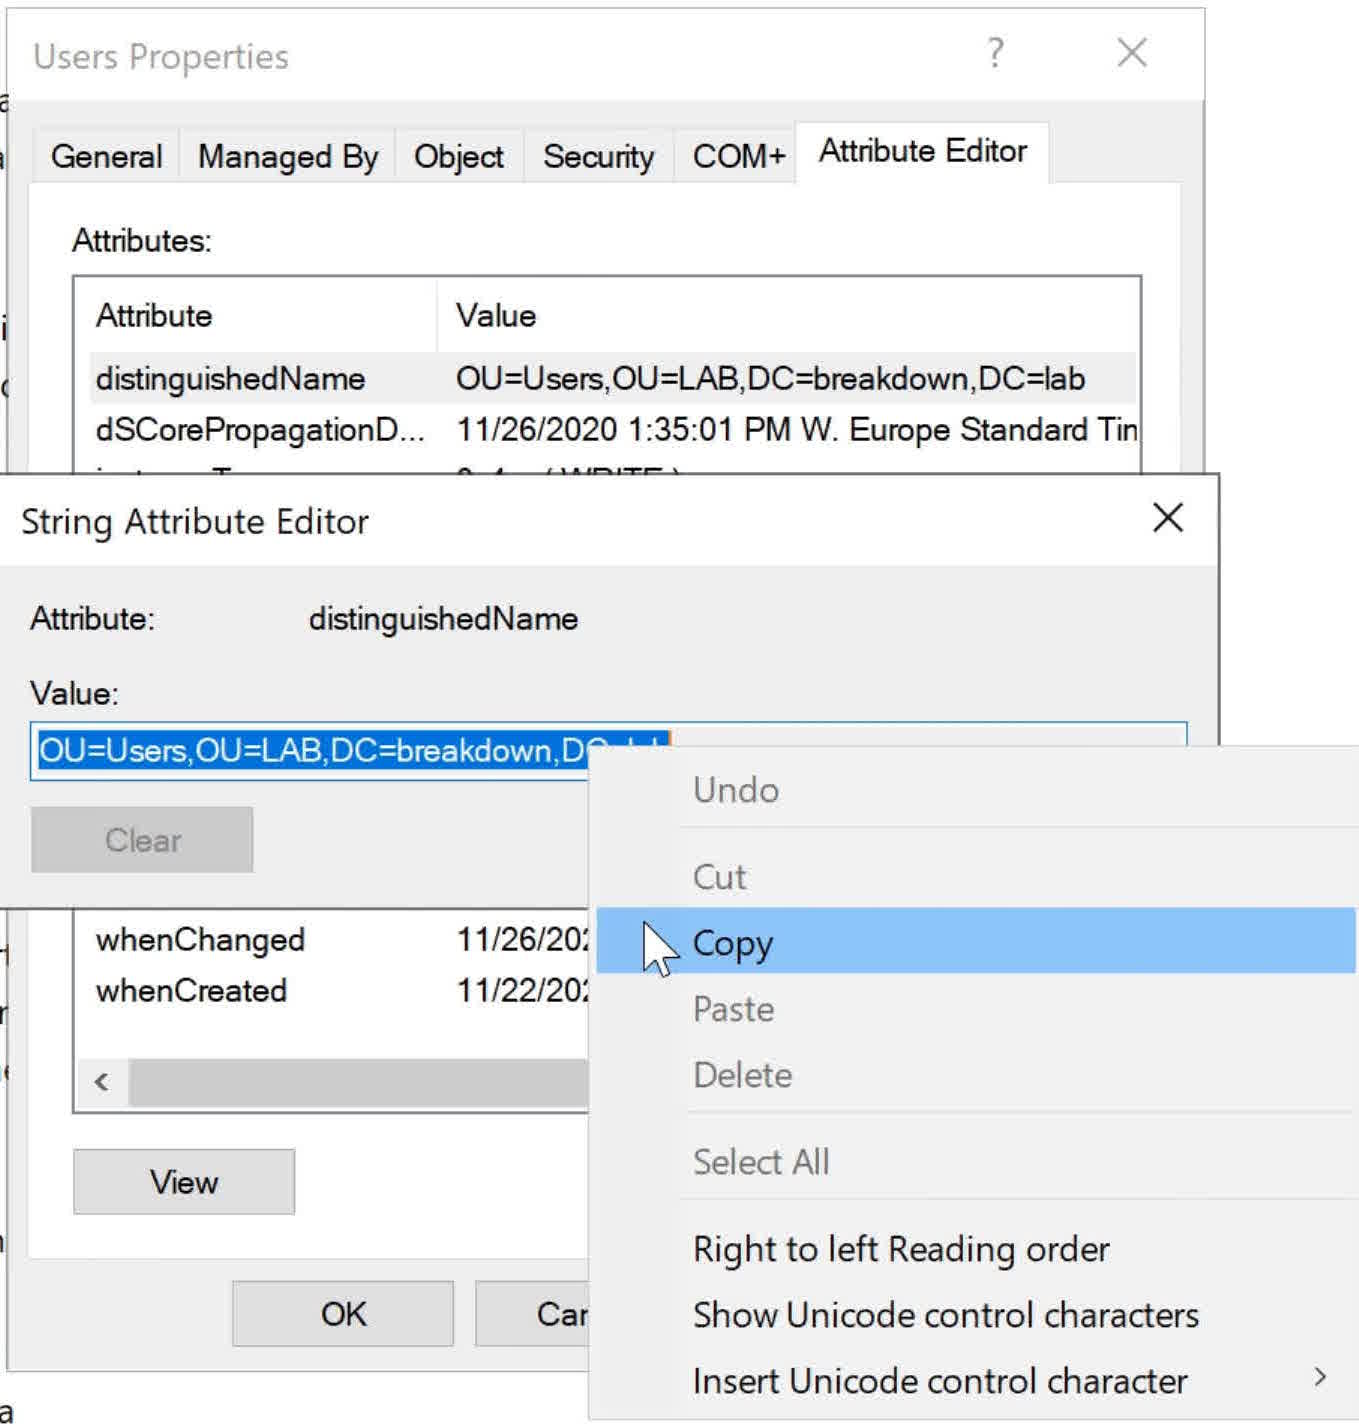 Users Properties
General Managed By Object Security COM+ Attribute Editor
Attributes:
Attribute Value
distinguishedName OU=Users,OU=LAB,DC=breakdown,DC=lab
dSCorePropagationD... 11/26/2020 1:35:01 PM W. Europe Standard Tim
String Attribute Editor
Attribute: distinguishedName
Value:
OU=Users,OU=LAB,DC=breakdown,DC
Clear
whenChanged 11/26/202
whenCreated 11/22/202
View
OK Can
Undo
Cut
Copy
Paste
Delete
Select All
Right to left Reading order
Show Unicode control characters
Insert Unicode control character